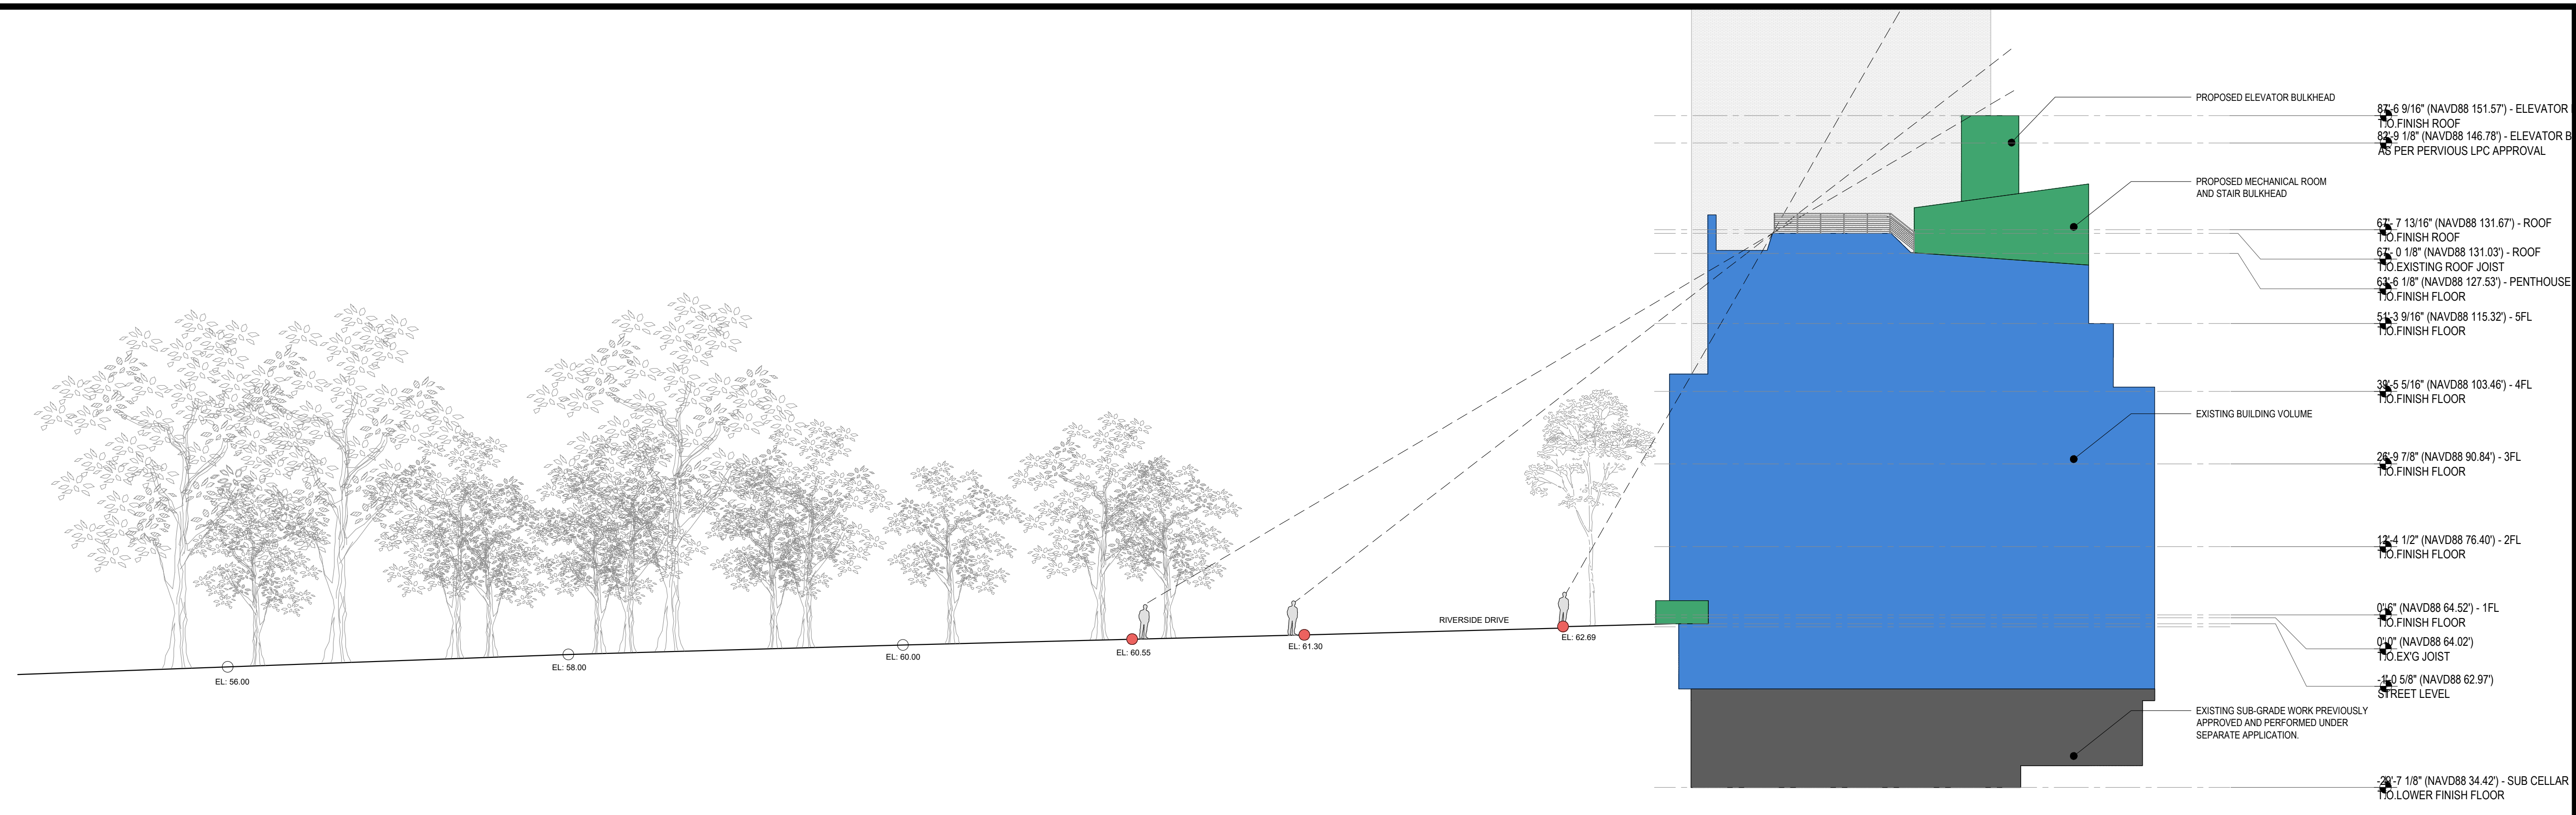 PROPOSED ELEVATOR BULKHEAD
87'-6 9/16" (NAVD88 151.57') - ELEVATOR
T.O.FINISH ROOF
82'-9 1/8" (NAVD88 146.78') - ELEVATOR B
AS PER PERVIOUS LPC APPROVAL
PROPOSED MECHANICAL ROOM
AND STAIR BULKHEAD
67'- 7 13/16" (NAVD88 131.67') - ROOF
T.O.FINISH ROOF
67'- 0 1/8" (NAVD88 131.03') - ROOF
T.O.EXISTING ROOF JOIST
63'-6 1/8" (NAVD88 127.53') - PENTHOUSE
T.O.FINISH FLOOR
51'-3 9/16" (NAVD88 115.32') - 5FL
T.O.FINISH FLOOR
39'-5 5/16" (NAVD88 103.46') - 4FL
T.O.FINISH FLOOR
EXISTING BUILDING VOLUME
26'-9 7/8" (NAVD88 90.84') - 3FL
T.O.FINISH FLOOR
12'-4 1/2" (NAVD88 76.40') - 2FL
T.O.FINISH FLOOR
0'-6" (NAVD88 64.52') - 1FL
T.O.FINISH FLOOR
RIVERSIDE DRIVE
EL: 62.69
EL: 61.30
EL: 60.55
EL: 60.00
EL: 58.00
EL: 56.00
0'-0" (NAVD88 64.02')
T.O.EX'G JOIST
-1'-0 5/8" (NAVD88 62.97')
STREET LEVEL
EXISTING SUB-GRADE WORK PREVIOUSLY
APPROVED AND PERFORMED UNDER
SEPARATE APPLICATION.
-29'-7 1/8" (NAVD88 34.42') - SUB CELLAR
T.O.LOWER FINISH FLOOR